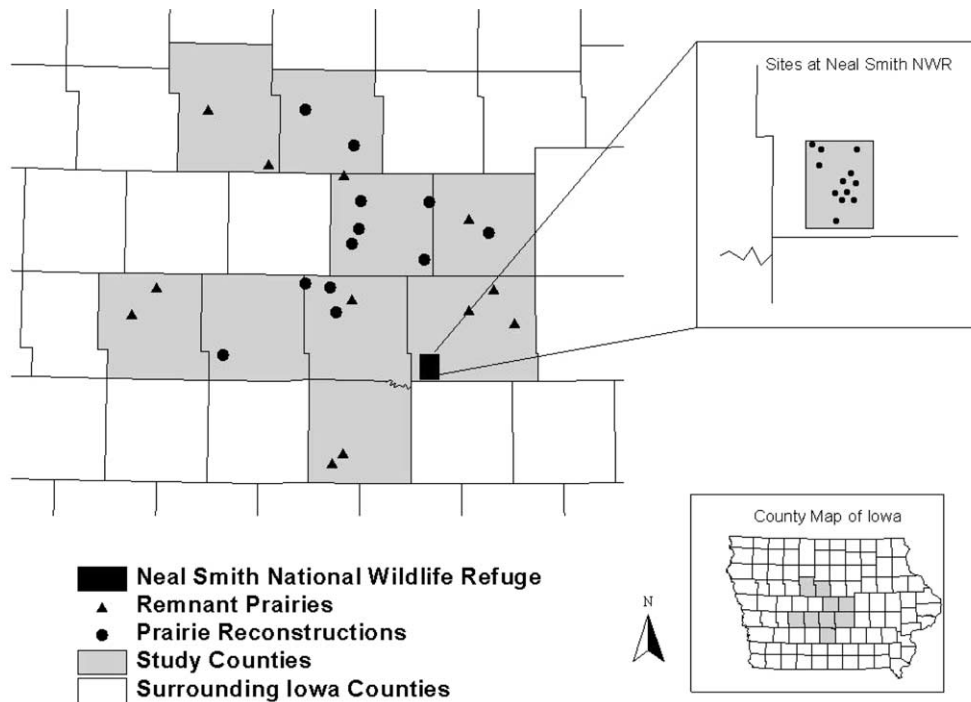 Sites at Neal Smith NWR
County Map of Iowa
N
Neal Smith National Wildlife Refuge
Remnant Prairies
Prairie Reconstructions
Study Counties
Surrounding Iowa Counties